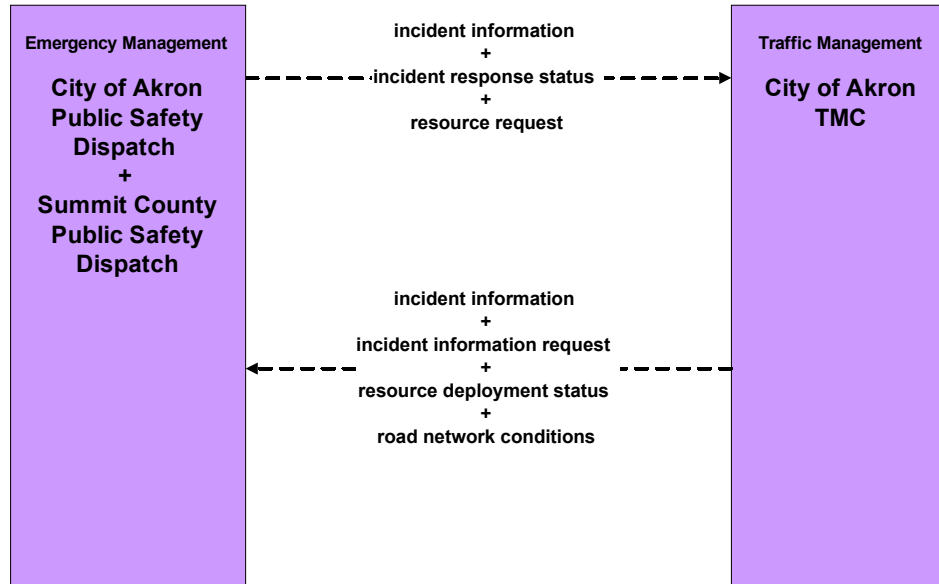 Emergency Management
City of Akron
Public Safety
Dispatch
+
Summit County
Public Safety
Dispatch
incident information
+
incident response status
+
resource request
incident information
+
incident information request
+
resource deployment status
+
road network conditions
Traffic Management
City of Akron
TMC